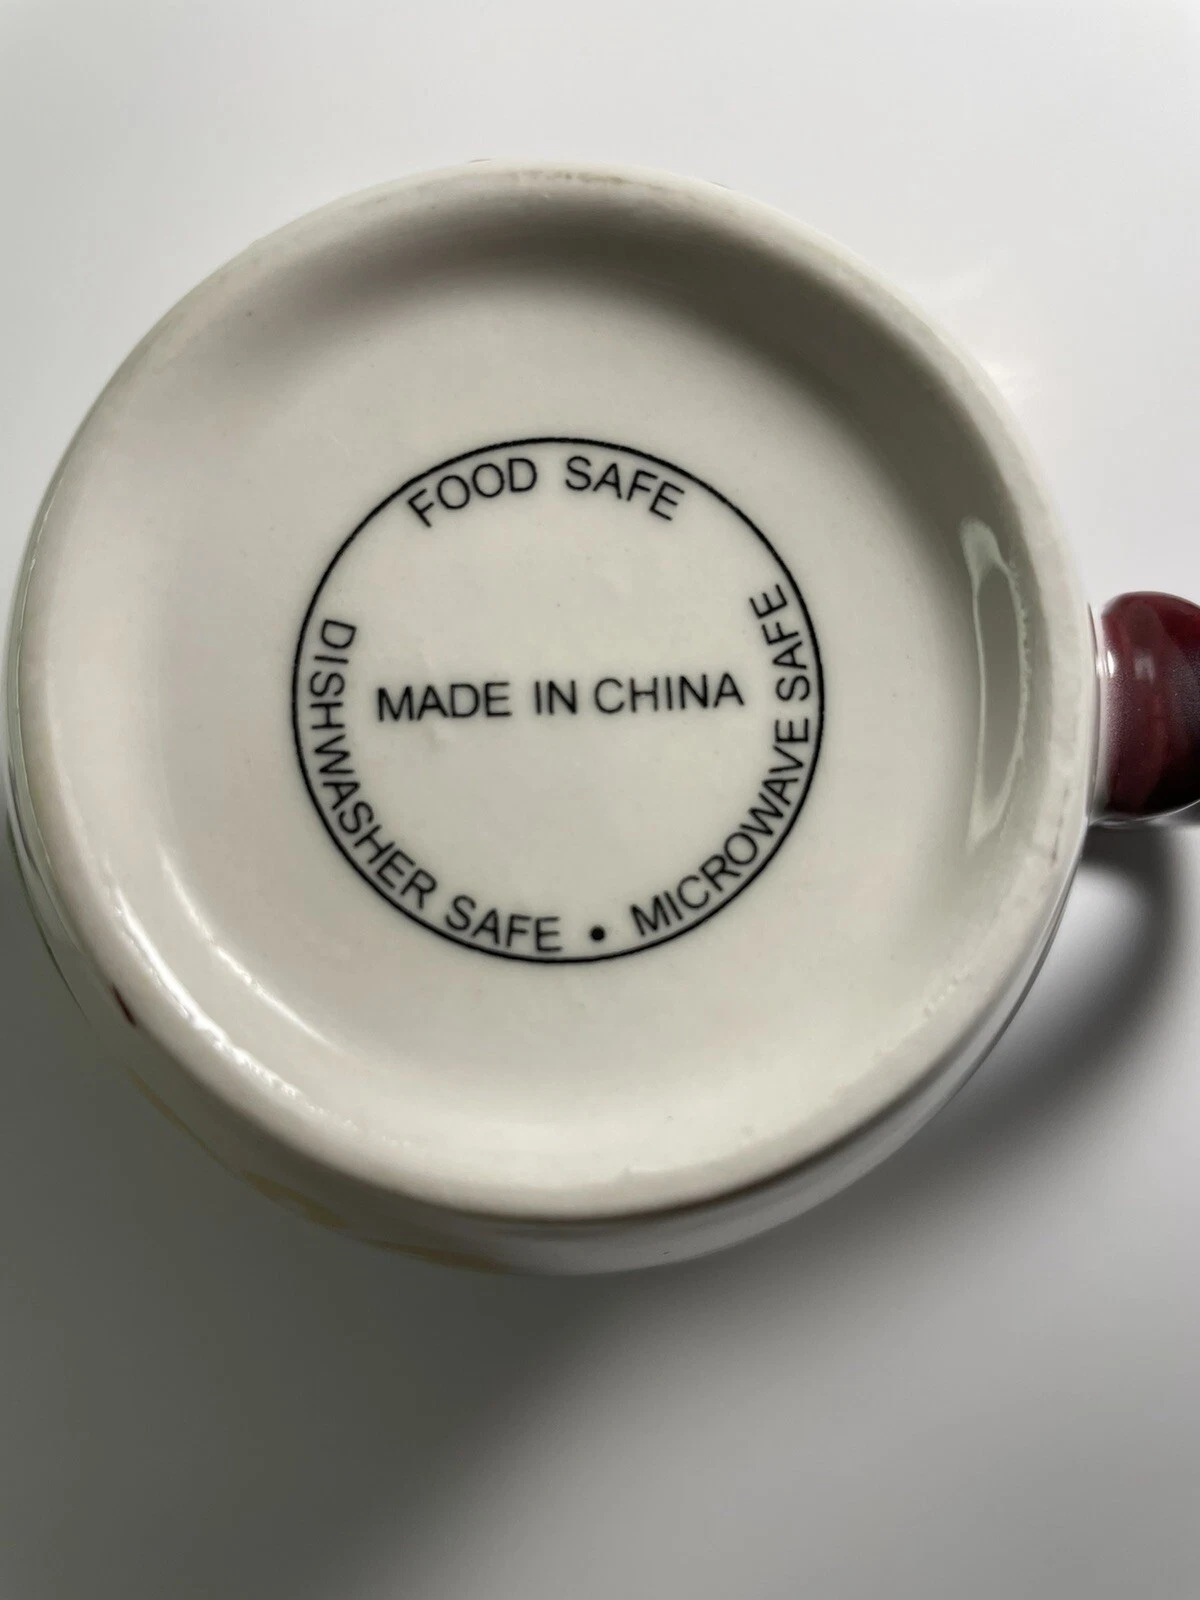 FOOD SAFE
MADE IN CHINA
DISHWASHER SAFE • MICROWAVE SAFE